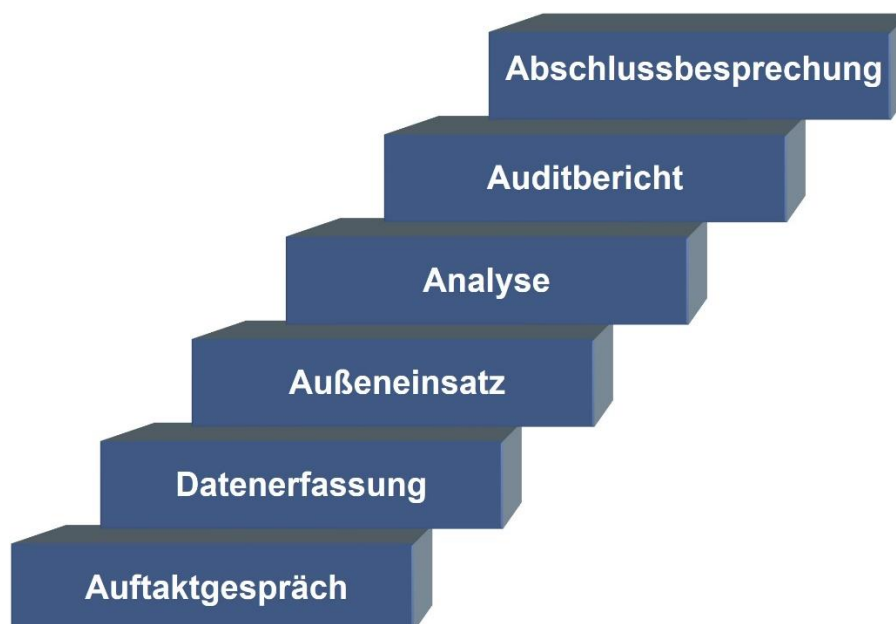 Abschlussbesprechung
Auditbericht
Analyse
Außeneinsatz
Datenerfassung
Auftaktgespräch